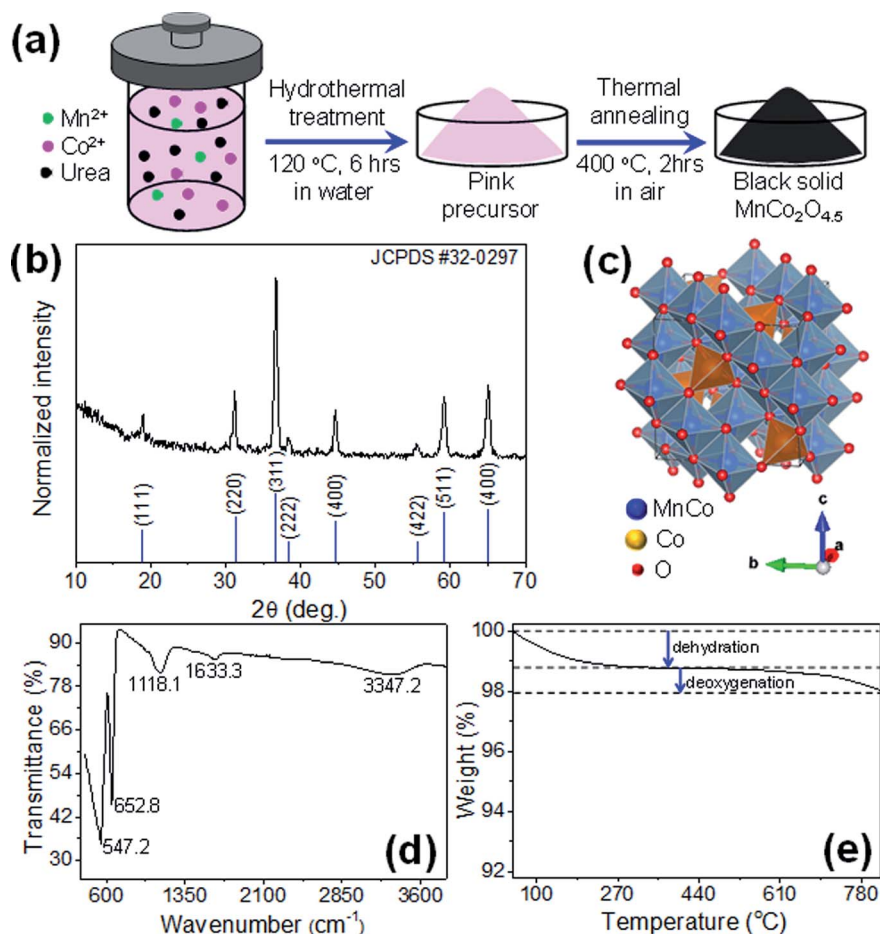 (a)
Mn²⁺
Co²⁺
Urea
Hydrothermal
treatment
120 °C, 6 hrs
in water
Pink
precursor
Thermal
annealing
400 °C, 2hrs
in air
Black solid
MnCo₂O₄.₅
(b)
JCPDS #32-0297
Normalized intensity
(111)
(220)
(311)
(222)
(400)
(422)
(511)
(400)
10 20 30 40 50 60 70
2θ (deg.)
(c)
MnCo
Co
O
c
b
a
Transmittance (%)
90
78
66
54
42
30
1118.1
1633.3
3347.2
652.8
547.2
(d)
600 1350 2100 2850 3600
Wavenumber (cm⁻¹)
Weight (%)
100
98
96
94
92
dehydration
deoxygenation
(e)
100 270 440 610 780
Temperature (°C)